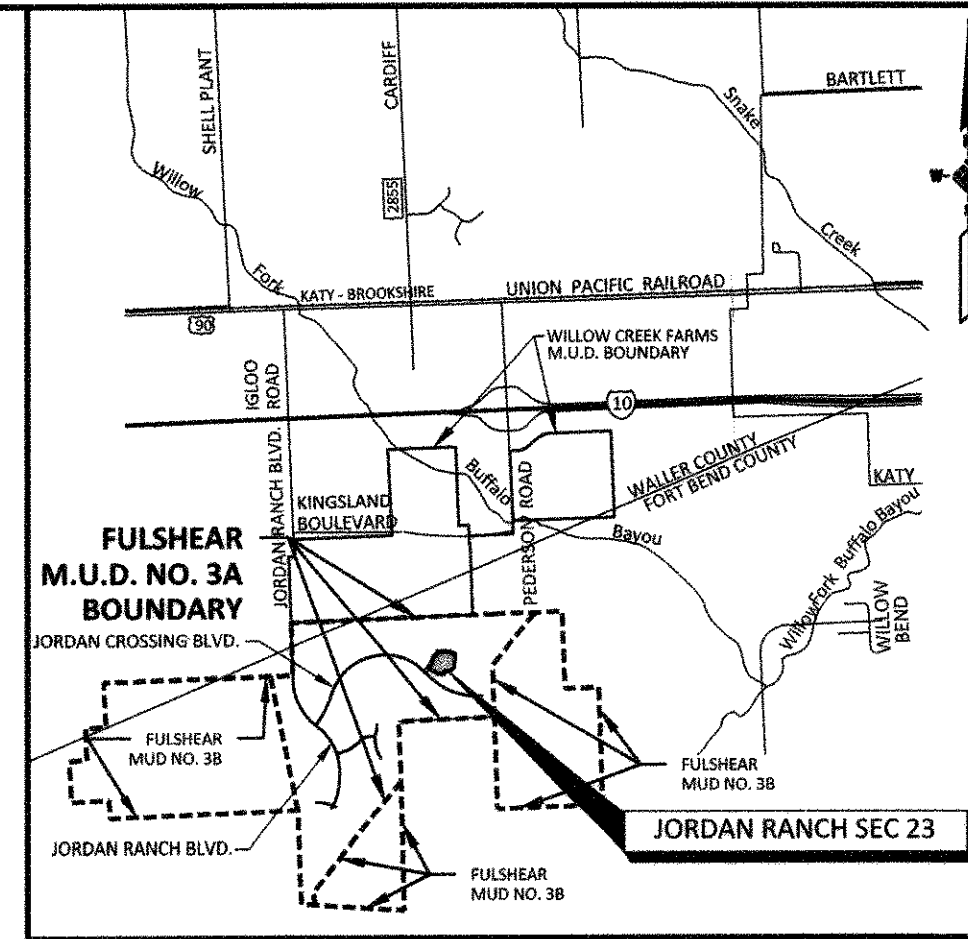 SHELL PLANT
CARDIFF
BARTLETT
Snake
Creek
W
Willow
Fork
2855
KATY - BROOKSHIRE
UNION PACIFIC RAILROAD
90
WILLOW CREEK FARMS
M.U.D. BOUNDARY
IGLOO
ROAD
10
JORDAN RANCH BLVD.
KINGSLAND
BOULEVARD
Buffalo
PEDERSON ROAD
Bayou
WALLER COUNTY
FORT BEND COUNTY
KATY
Willow Fork Buffalo Bayou
WILLOW
BEND
FULSHEAR
M.U.D. NO. 3A
BOUNDARY
JORDAN CROSSING BLVD.
FULSHEAR
MUD NO. 3B
FULSHEAR
MUD NO. 3B
JORDAN RANCH SEC 23
JORDAN RANCH BLVD.
FULSHEAR
MUD NO. 3B